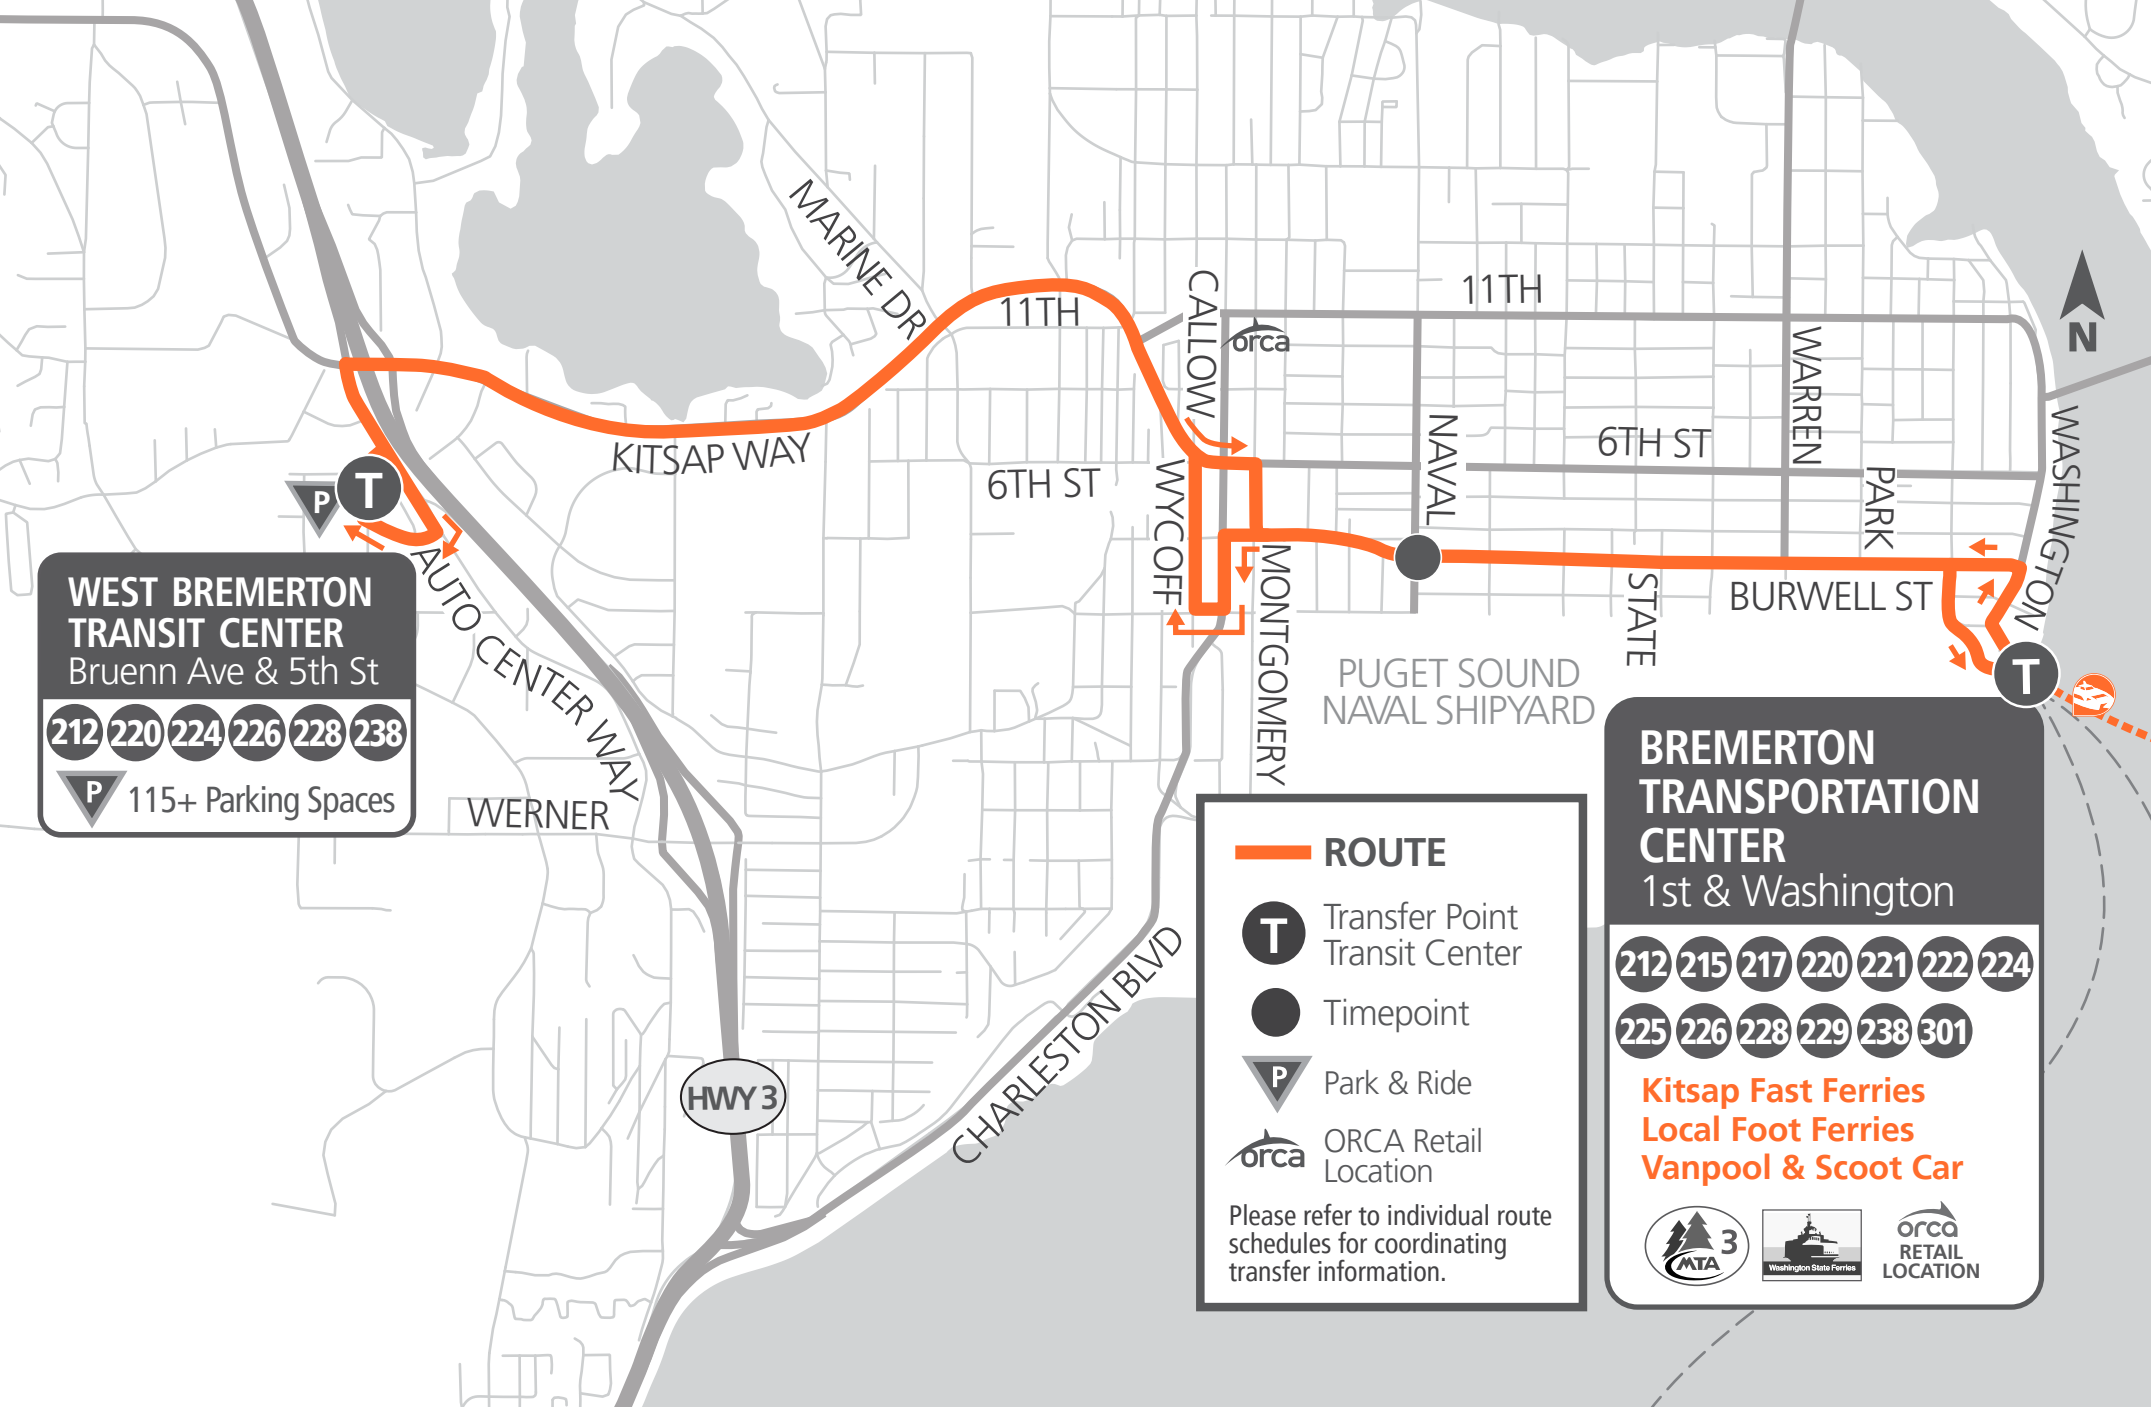 MARINE DR
11TH
CALLOW
orca
11TH
N
WARREN
WASHINGTON
KITSAP WAY
6TH ST
WYCOFF
NAVAL
6TH ST
PARK
P
T
AUTO CENTER WAY
MONTGOMERY
STATE
BURWELL ST
T
WEST BREMERTON
TRANSIT CENTER
Bruenn Ave & 5th St
212 220 224 226 228 238
P 115+ Parking Spaces
WERNER
PUGET SOUND
NAVAL SHIPYARD
HWY 3
CHARLESTON BLVD
ROUTE
T Transfer Point
Transit Center
Timepoint
P Park & Ride
orca ORCA Retail
Location
Please refer to individual route
schedules for coordinating
transfer information.
BREMERTON
TRANSPORTATION
CENTER
1st & Washington
212 215 217 220 221 222 224
225 226 228 229 238 301
Kitsap Fast Ferries
Local Foot Ferries
Vanpool & Scoot Car
MTA 3
Washington State Ferries
orca
RETAIL
LOCATION